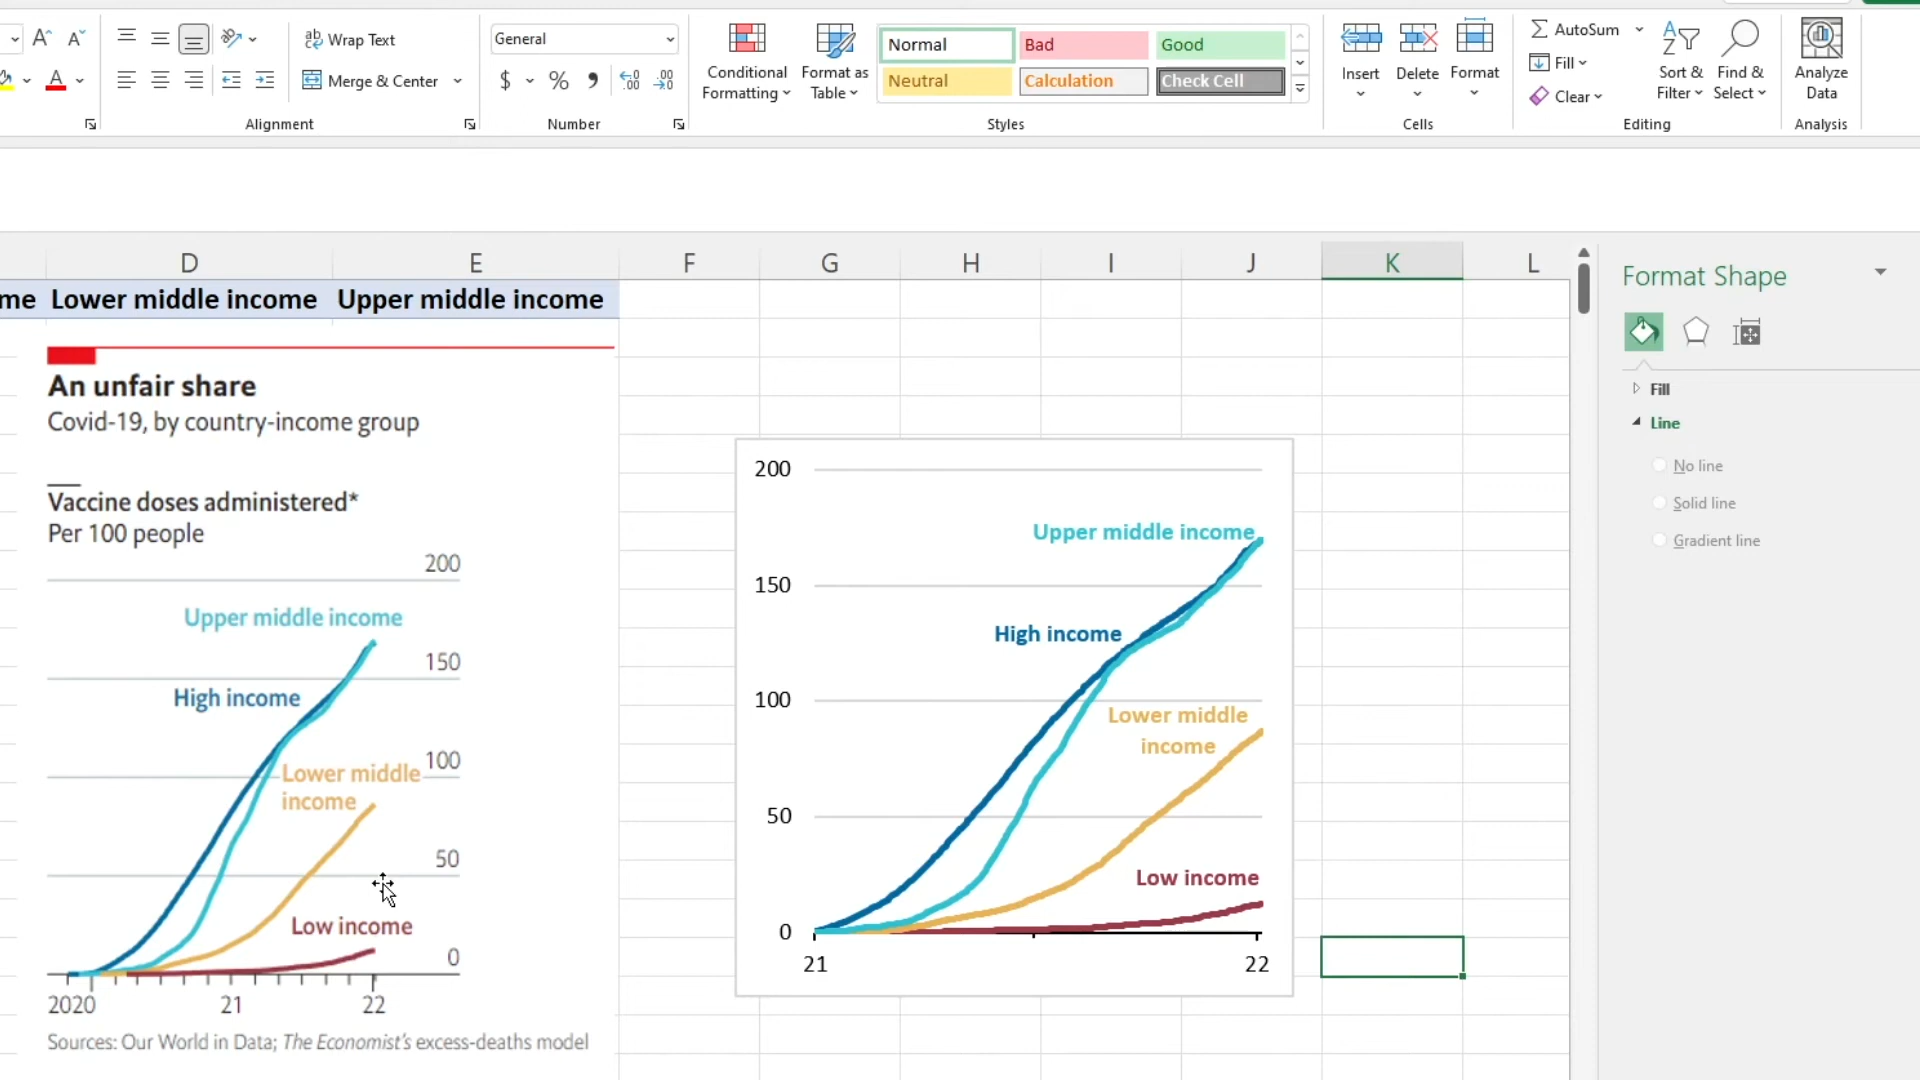 A A
ab Wrap Text
General
Conditional
Formatting
Format as
Table
Normal
Bad
Good
Neutral
Calculation
Check Cell
Insert
Delete
Format
AutoSum
Fill
Clear
Sort &
Filter
Find &
Select
Analyze
Data
A
Merge & Center
$ % ,
Alignment
Number
Styles
Cells
Editing
Analysis
D E F G H I J K L
me Lower middle income Upper middle income
An unfair share
Covid-19, by country-income group
Vaccine doses administered*
Per 100 people
200
Upper middle income
150
High income
100
Lower middle
income
50
Low income
0
2020 21 22
Sources: Our World in Data; The Economist's excess-deaths model
200
Upper middle income
150
High income
100
Lower middle
income
50
Low income
0
21 22
Format Shape
Fill
Line
No line
Solid line
Gradient line